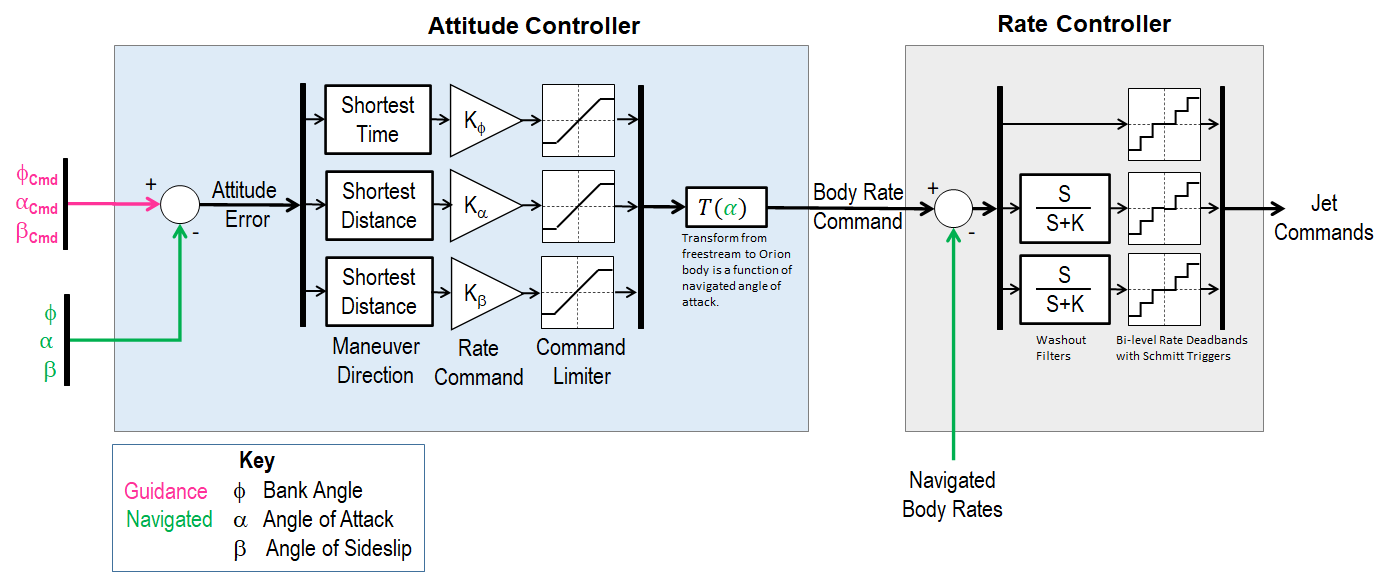 Attitude Controller
Rate Controller
ϕCmd
αCmd
βCmd
+
-
Attitude
Error
ϕ
α
β
Shortest
Time
Kϕ
Shortest
Distance
Kα
Shortest
Distance
Kβ
Maneuver
Direction
Rate
Command
Command
Limiter
T(α)
Transform from
freestream to Orion
body is a function of
navigated angle of
attack.
Body Rate
Command
+
-
S
S+K
S
S+K
Washout
Filters
Bi-level Rate Deadbands
with Schmitt Triggers
Jet
Commands
Navigated
Body Rates
Key
Guidance
Navigated
ϕ Bank Angle
α Angle of Attack
β Angle of Sideslip